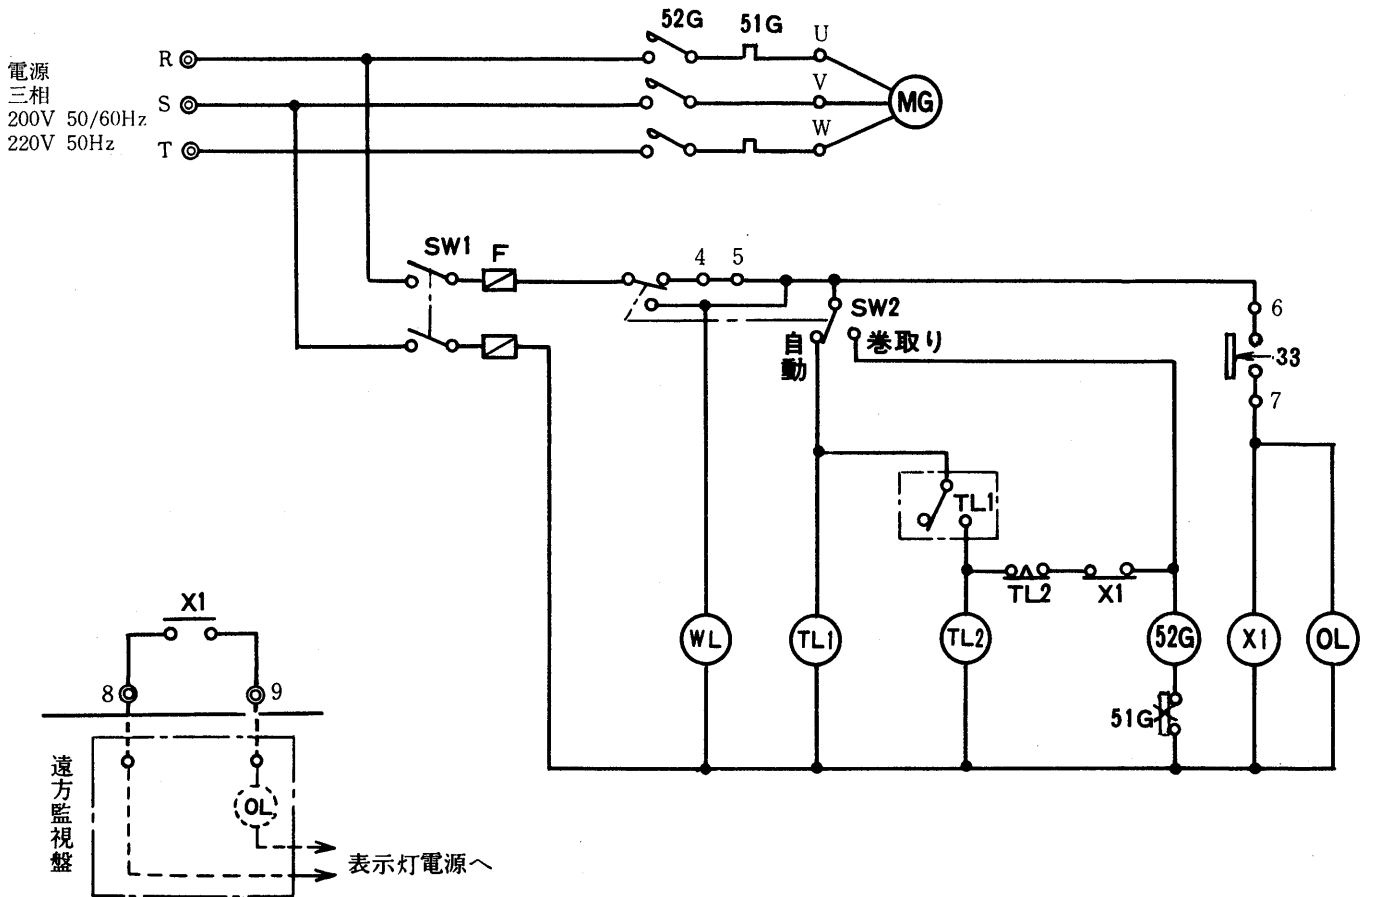 52G
51G
U
R
電源
三相
200V 50/60Hz
220V 50Hz
V
S
MG
W
T
SW1
F
4
5
SW2
6
自動
巻取り
33
7
TL1
TL2
X1
X1
WL
TL1
TL2
52G
X1
OL
8
9
51G
遠方監視盤
OL
表示灯電源へ